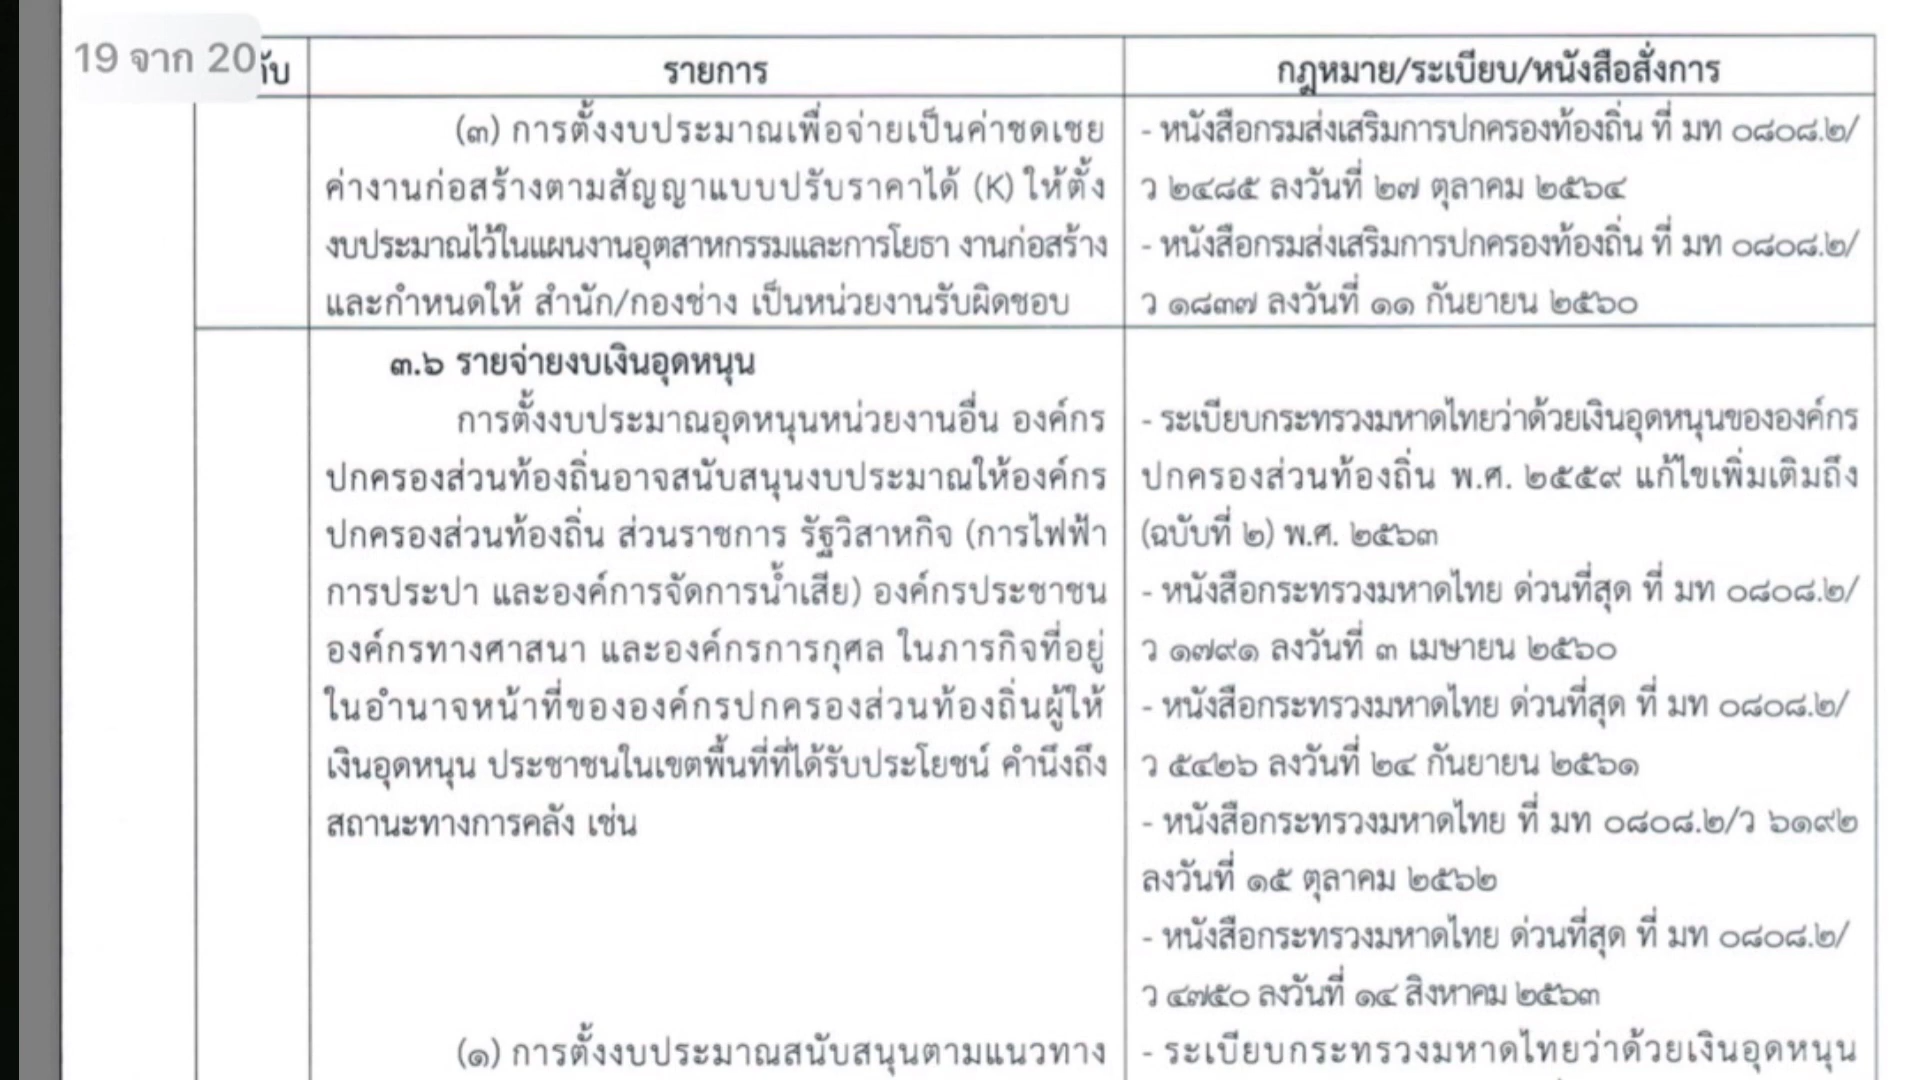 19 จาก 20
รายการ
กฎหมาย/ระเบียบ/หนังสือสั่งการ
(๓) การตั้งงบประมาณเพื่อจ่ายเป็นค่าชดเชย
ค่างานก่อสร้างตามสัญญาแบบปรับราคาได้ (K) ให้ตั้ง
งบประมาณไว้ในแผนงานอุตสาหกรรมและการโยธา งานก่อสร้าง
และกำหนดให้ สำนัก/กองช่าง เป็นหน่วยงานรับผิดชอบ
- หนังสือกรมส่งเสริมการปกครองท้องถิ่น ที่ มท ๐๘๐๘.๒/
ว ๒๔๘๕ ลงวันที่ ๒๗ ตุลาคม ๒๕๖๔
- หนังสือกรมส่งเสริมการปกครองท้องถิ่น ที่ มท ๐๘๐๘.๒/
ว ๑๘๓๗ ลงวันที่ ๑๑ กันยายน ๒๕๖๐
๓.๖ รายจ่ายงบเงินอุดหนุน
การตั้งงบประมาณอุดหนุนหน่วยงานอื่น องค์กร
ปกครองส่วนท้องถิ่นอาจสนับสนุนงบประมาณให้องค์กร
ปกครองส่วนท้องถิ่น ส่วนราชการ รัฐวิสาหกิจ (การไฟฟ้า
การประปา และองค์การจัดการน้ำเสีย) องค์กรประชาชน
องค์กรทางศาสนา และองค์กรการกุศล ในภารกิจที่อยู่
ในอำนาจหน้าที่ขององค์กรปกครองส่วนท้องถิ่นผู้ให้
เงินอุดหนุน ประชาชนในเขตพื้นที่ที่ได้รับประโยชน์ คำนึงถึง
สถานะทางการคลัง เช่น
(๑) การตั้งงบประมาณสนับสนุนตามแนวทาง
- ระเบียบกระทรวงมหาดไทยว่าด้วยเงินอุดหนุนขององค์กร
ปกครองส่วนท้องถิ่น พ.ศ. ๒๕๕๙ แก้ไขเพิ่มเติมถึง
(ฉบับที่ ๒) พ.ศ. ๒๕๖๓
- หนังสือกระทรวงมหาดไทย ด่วนที่สุด ที่ มท ๐๘๐๘.๒/
ว ๑๗๙๑ ลงวันที่ ๓ เมษายน ๒๕๖๐
- หนังสือกระทรวงมหาดไทย ด่วนที่สุด ที่ มท ๐๘๐๘.๒/
ว ๕๔๒๖ ลงวันที่ ๒๔ กันยายน ๒๕๖๑
- หนังสือกระทรวงมหาดไทย ที่ มท ๐๘๐๘.๒/ว ๖๑๙๒
ลงวันที่ ๑๕ ตุลาคม ๒๕๖๒
- หนังสือกระทรวงมหาดไทย ด่วนที่สุด ที่ มท ๐๘๐๘.๒/
ว ๔๗๕๐ ลงวันที่ ๑๔ สิงหาคม ๒๕๖๓
- ระเบียบกระทรวงมหาดไทยว่าด้วยเงินอุดหนุน